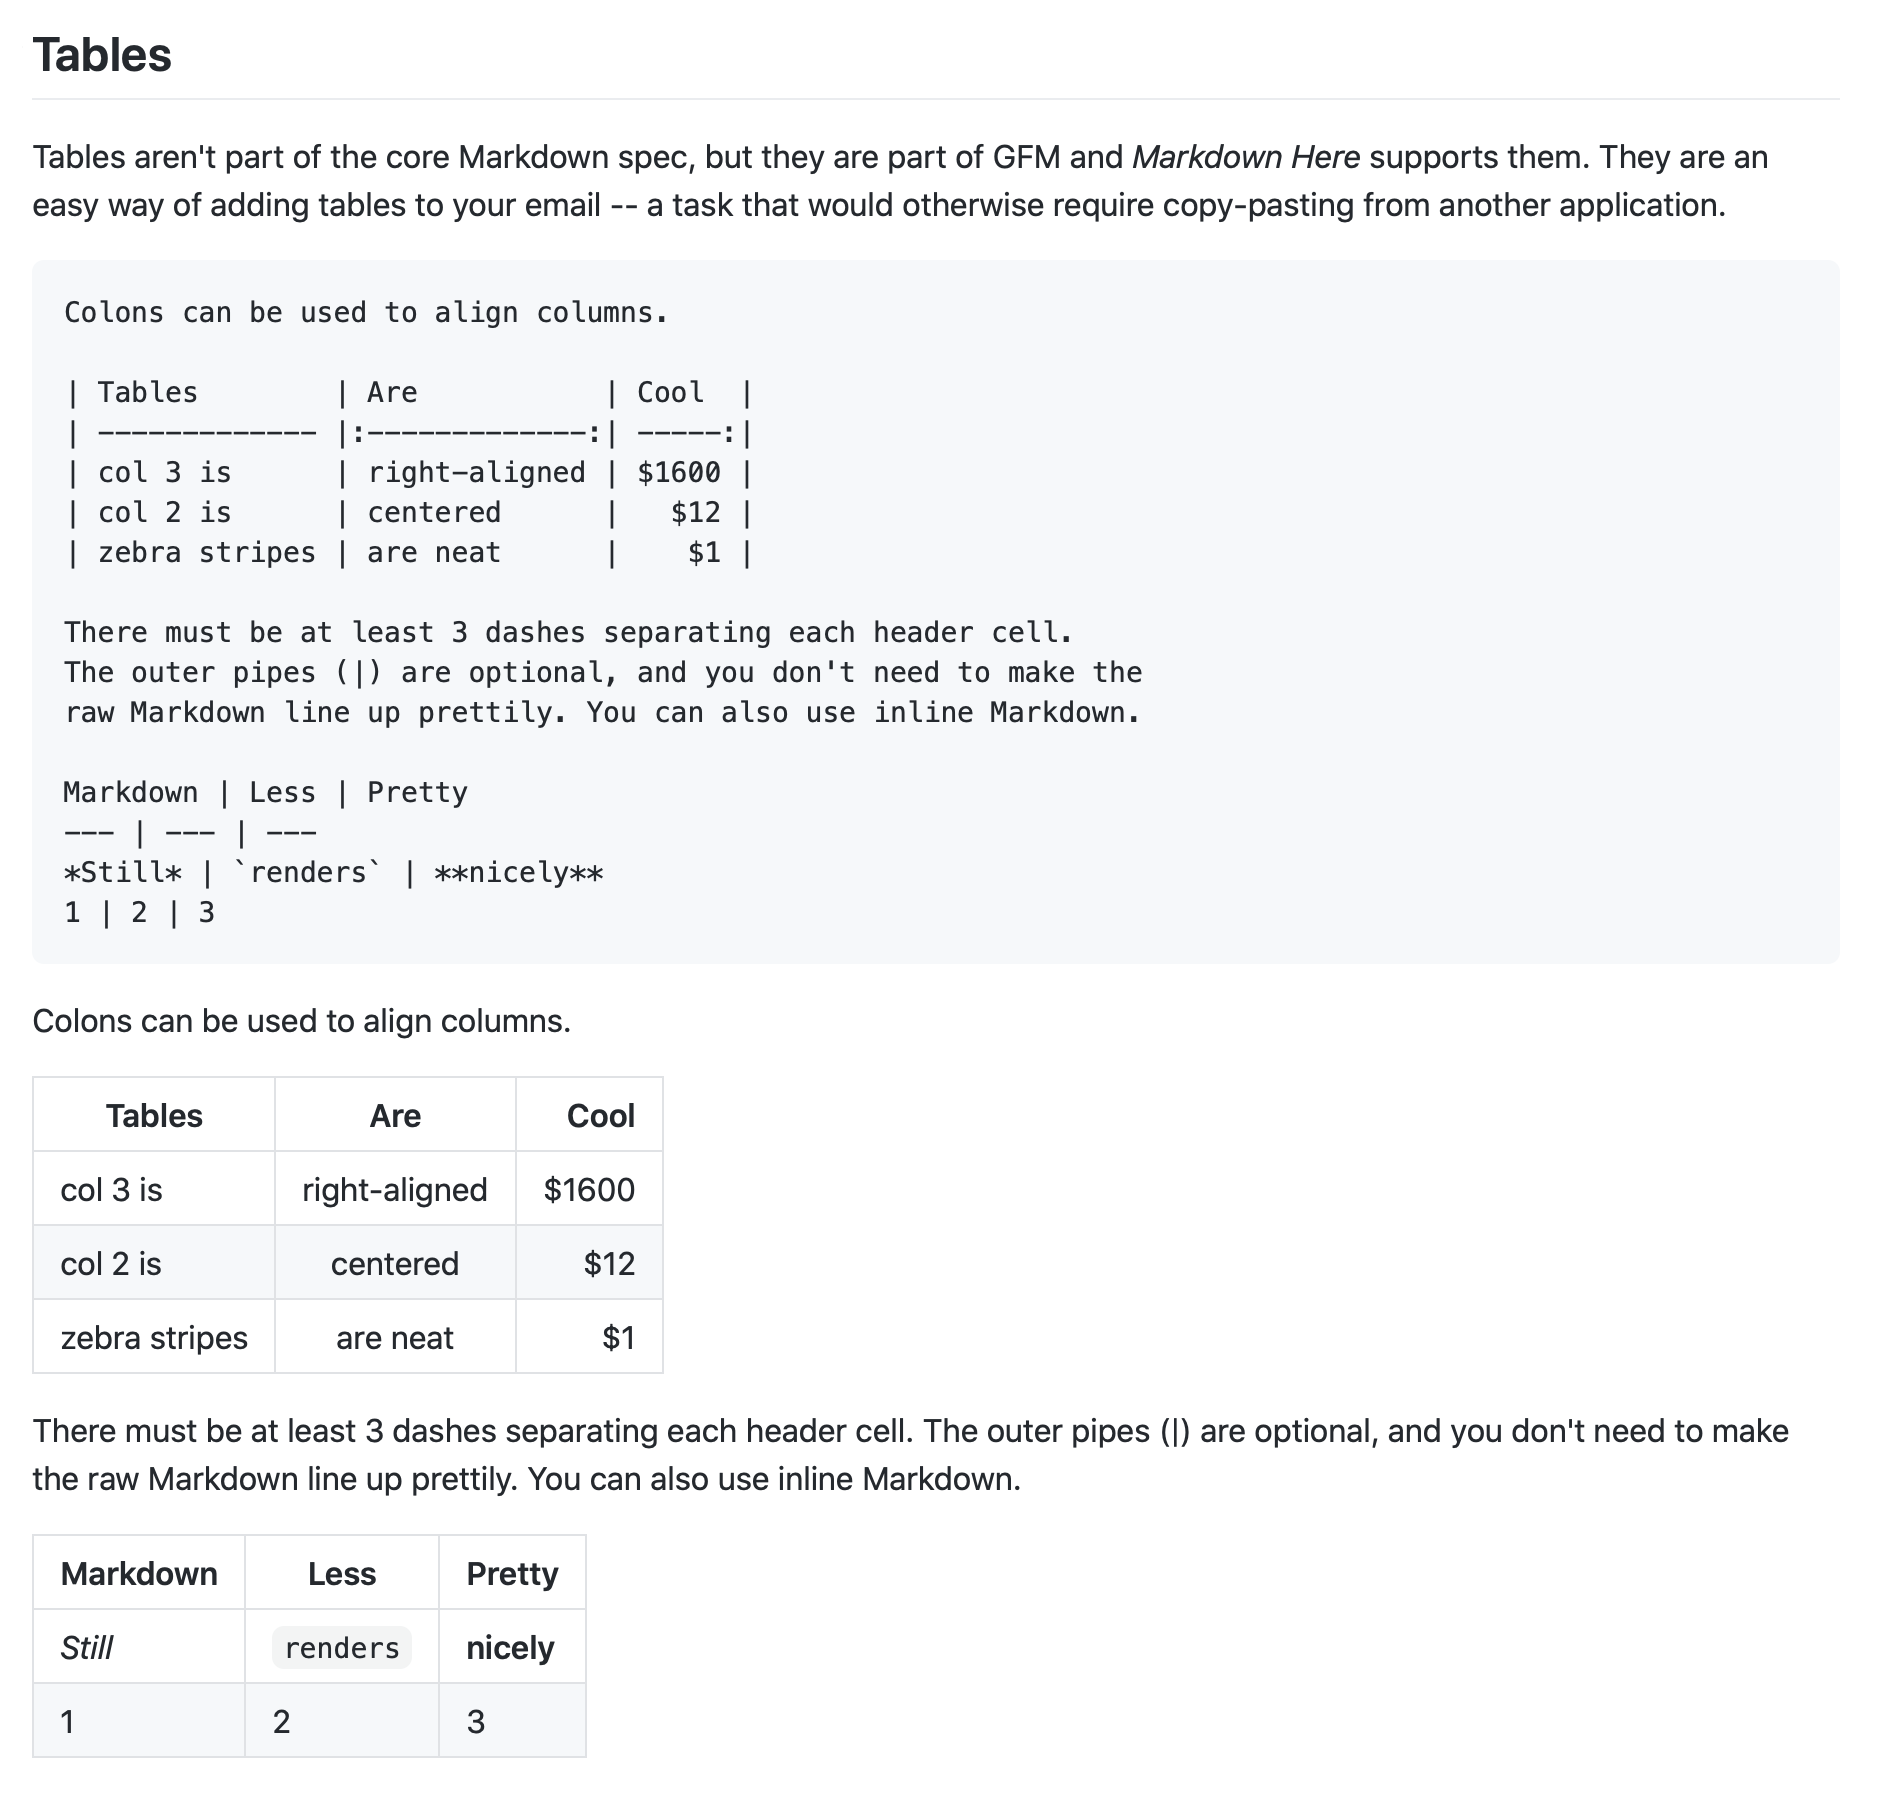 Tables
Tables aren't part of the core Markdown spec, but they are part of GFM and Markdown Here supports them. They are an
easy way of adding tables to your email -- a task that would otherwise require copy-pasting from another application.
Colons can be used to align columns.
| Tables        | Are           | Cool  |
| ------------- |:-------------:| -----:|
| col 3 is      | right-aligned | $1600 |
| col 2 is      | centered      |   $12 |
| zebra stripes | are neat      |    $1 |
There must be at least 3 dashes separating each header cell.
The outer pipes (|) are optional, and you don't need to make the
raw Markdown line up prettily. You can also use inline Markdown.
Markdown | Less | Pretty
--- | --- | ---
*Still* | `renders` | **nicely**
1 | 2 | 3
Colons can be used to align columns.
Tables Are Cool
col 3 is right-aligned $1600
col 2 is centered $12
zebra stripes are neat $1
There must be at least 3 dashes separating each header cell. The outer pipes (|) are optional, and you don't need to make
the raw Markdown line up prettily. You can also use inline Markdown.
Markdown Less Pretty
Still renders nicely
1 2 3